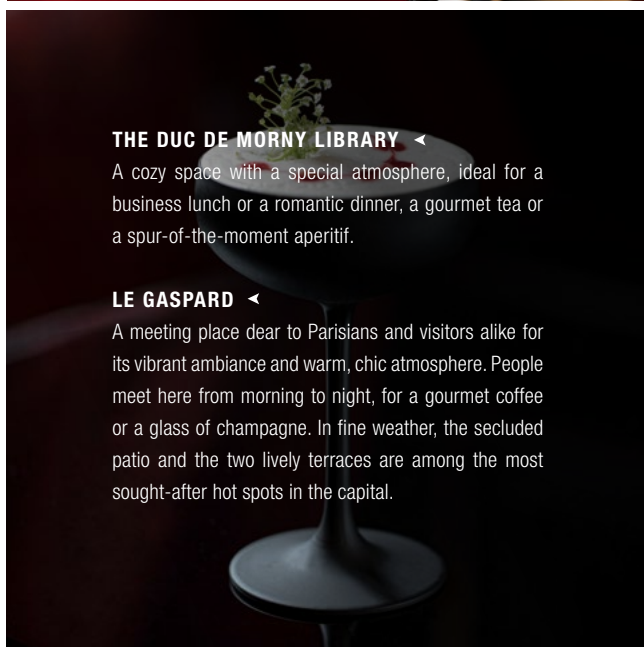 THE DUC DE MORNY LIBRARY
A cozy space with a special atmosphere, ideal for a
business lunch or a romantic dinner, a gourmet tea or
a spur-of-the-moment aperitif.
LE GASPARD
A meeting place dear to Parisians and visitors alike for
its vibrant ambiance and warm, chic atmosphere. People
meet here from morning to night, for a gourmet coffee
or a glass of champagne. In fine weather, the secluded
patio and the two lively terraces are among the most
sought-after hot spots in the capital.